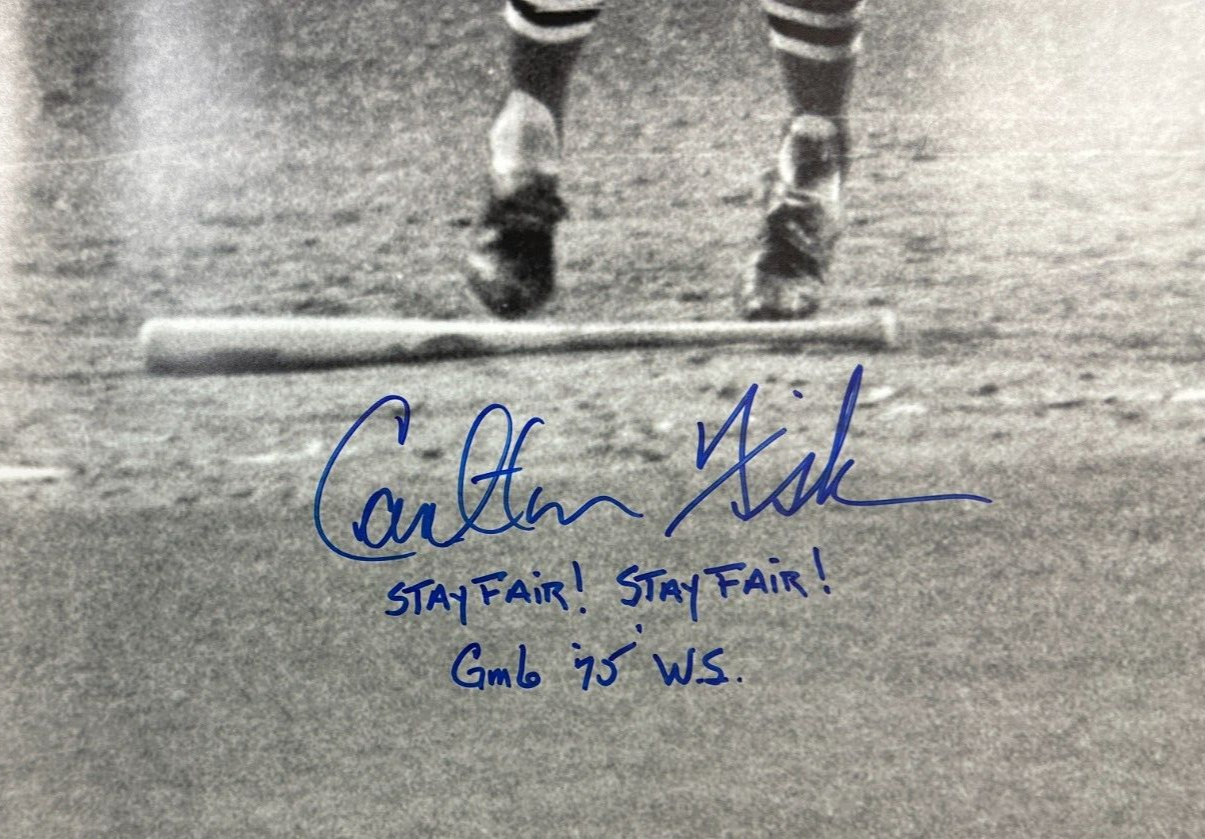 Carlton Fisk
STAY FAiR! STAY FAiR!
Gm6 '75' W.S.